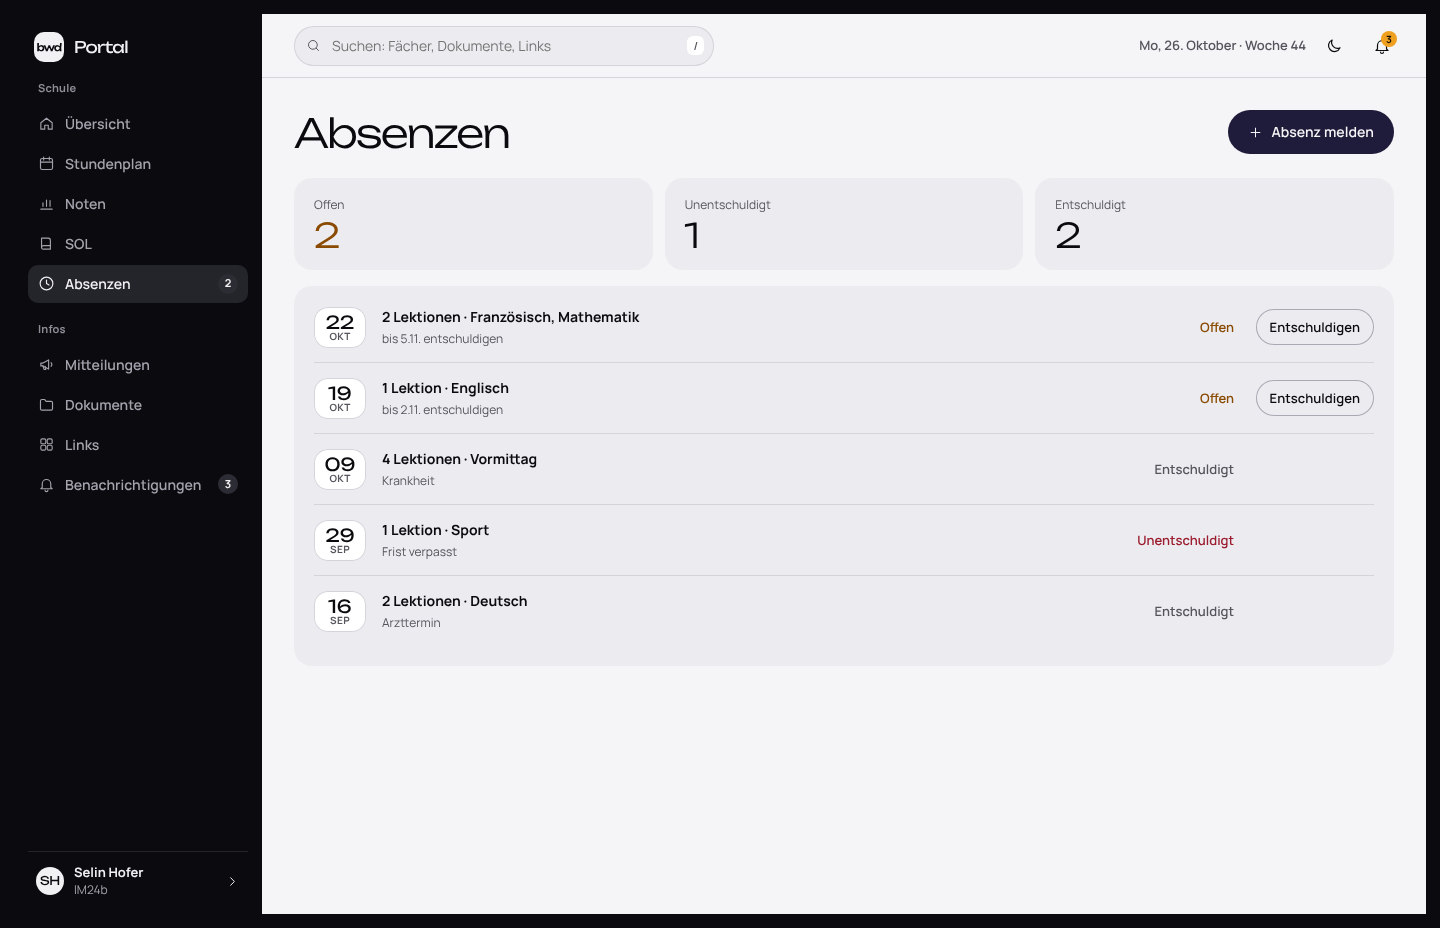 bwd Portal
Schule
Übersicht
Stundenplan
Noten
SOL
Absenzen 2
Infos
Mitteilungen
Dokumente
Links
Benachrichtigungen 3
SH Selin Hofer
IM24b
Suchen: Fächer, Dokumente, Links /
Mo, 26. Oktober · Woche 44 3
Absenzen
+ Absenz melden
Offen
2
Unentschuldigt
1
Entschuldigt
2
22 OKT
2 Lektionen · Französisch, Mathematik
bis 5.11. entschuldigen
Offen
Entschuldigen
19 OKT
1 Lektion · Englisch
bis 2.11. entschuldigen
Offen
Entschuldigen
09 OKT
4 Lektionen · Vormittag
Krankheit
Entschuldigt
29 SEP
1 Lektion · Sport
Frist verpasst
Unentschuldigt
16 SEP
2 Lektionen · Deutsch
Arzttermin
Entschuldigt